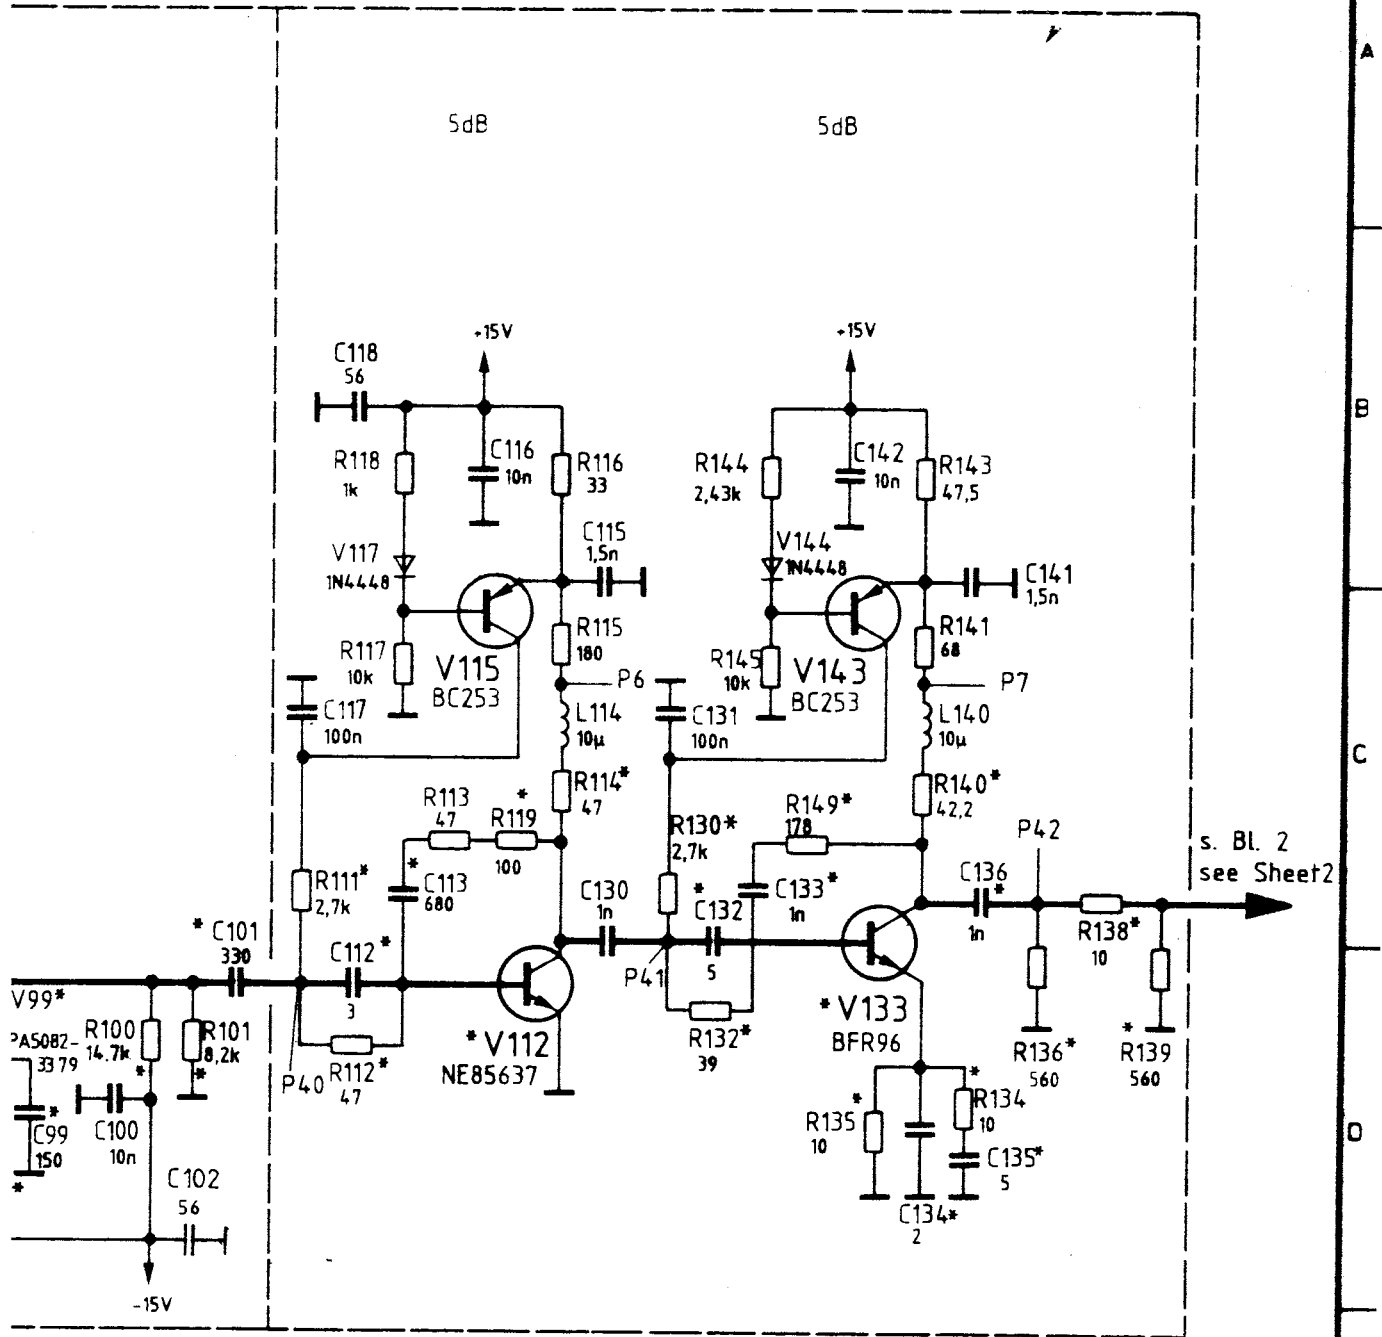 A
5dB
5dB
+15V
+15V
C118
56
B
R118
1k
C116
10n
R116
33
R144
2,43k
C142
10n
R143
47,5
C115
1,5n
V117
1N4448
V144
1N4448
C141
1,5n
R115
180
R141
68
R117
10k
V115
BC253
P6
R145
10k
V143
BC253
P7
C117
100n
L114
10µ
C131
100n
L140
10µ
C
R114*
47
R140*
42,2
R113
47
*
R119
100
R149*
178
R130*
2,7k
P42
s. Bl. 2
see Sheet2
R111*
2,7k
*
C113
680
C130
1n
*
C132
5
C133*
1n
C136*
1n
R138*
10
* C101
330
C112*
3
P41
V99*
PA5082-
3379
R100
14,7k
*
R101
8,2k
*
P40
R112*
47
* V112
NE85637
R132*
39
* V133
BFR96
R136*
560
* R139
560
*
C99
150
*
C100
10n
*
R135
10
*
R134
10
D
C135*
5
C102
56
C134*
2
-15V